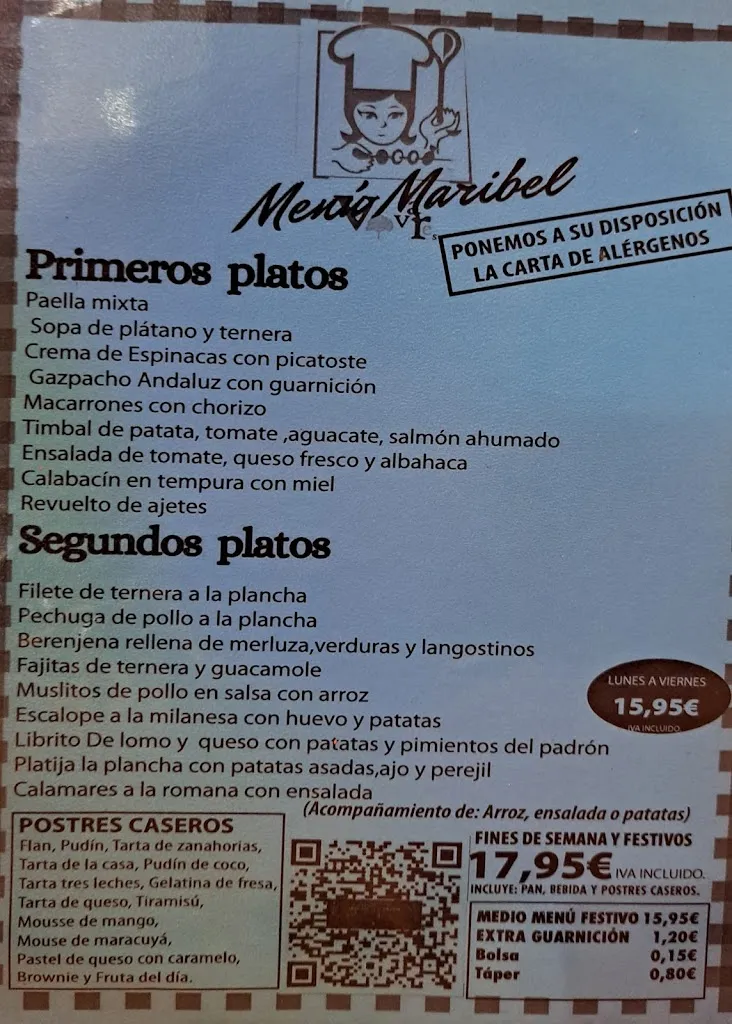 Menú Maribel
PONEMOS A SU DISPOSICIÓN
LA CARTA DE ALÉRGENOS
Primeros platos
Paella mixta
Sopa de plátano y ternera
Crema de Espinacas con picatoste
Gazpacho Andaluz con guarnición
Macarrones con chorizo
Timbal de patata, tomate ,aguacate, salmón ahumado
Ensalada de tomate, queso fresco y albahaca
Calabacín en tempura con miel
Revuelto de ajetes
Segundos platos
Filete de ternera a la plancha
Pechuga de pollo a la plancha
Berenjena rellena de merluza,verduras y langostinos
Fajitas de ternera y guacamole
Muslitos de pollo en salsa con arroz
Escalope a la milanesa con huevo y patatas
Librito De lomo y queso con patatas y pimientos del padrón
Platija la plancha con patatas asadas,ajo y perejil
Calamares a la romana con ensalada
LUNES A VIERNES
15,95€
IVA INCLUIDO.
(Acompañamiento de: Arroz, ensalada o patatas)
POSTRES CASEROS
Flan, Pudín, Tarta de zanahorias,
Tarta de la casa, Pudín de coco,
Tarta tres leches, Gelatina de fresa,
Tarta de queso, Tiramisú,
Mousse de mango,
Mouse de maracuyá,
Pastel de queso con caramelo,
Brownie y Fruta del día.
FINES DE SEMANA Y FESTIVOS
17,95€ IVA INCLUIDO.
INCLUYE: PAN, BEBIDA Y POSTRES CASEROS.
MEDIO MENÚ FESTIVO 15,95€
EXTRA GUARNICIÓN 1,20€
Bolsa 0,15€
Táper 0,80€